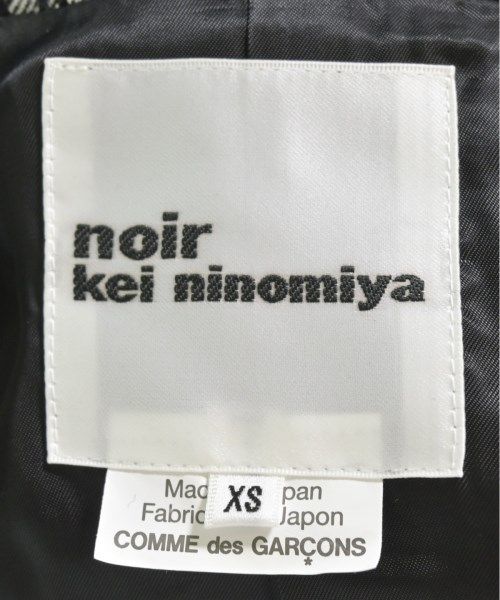 noir
kei ninomiya
XS
Mad pan
Fabric Japon
COMME des GARÇONS
*